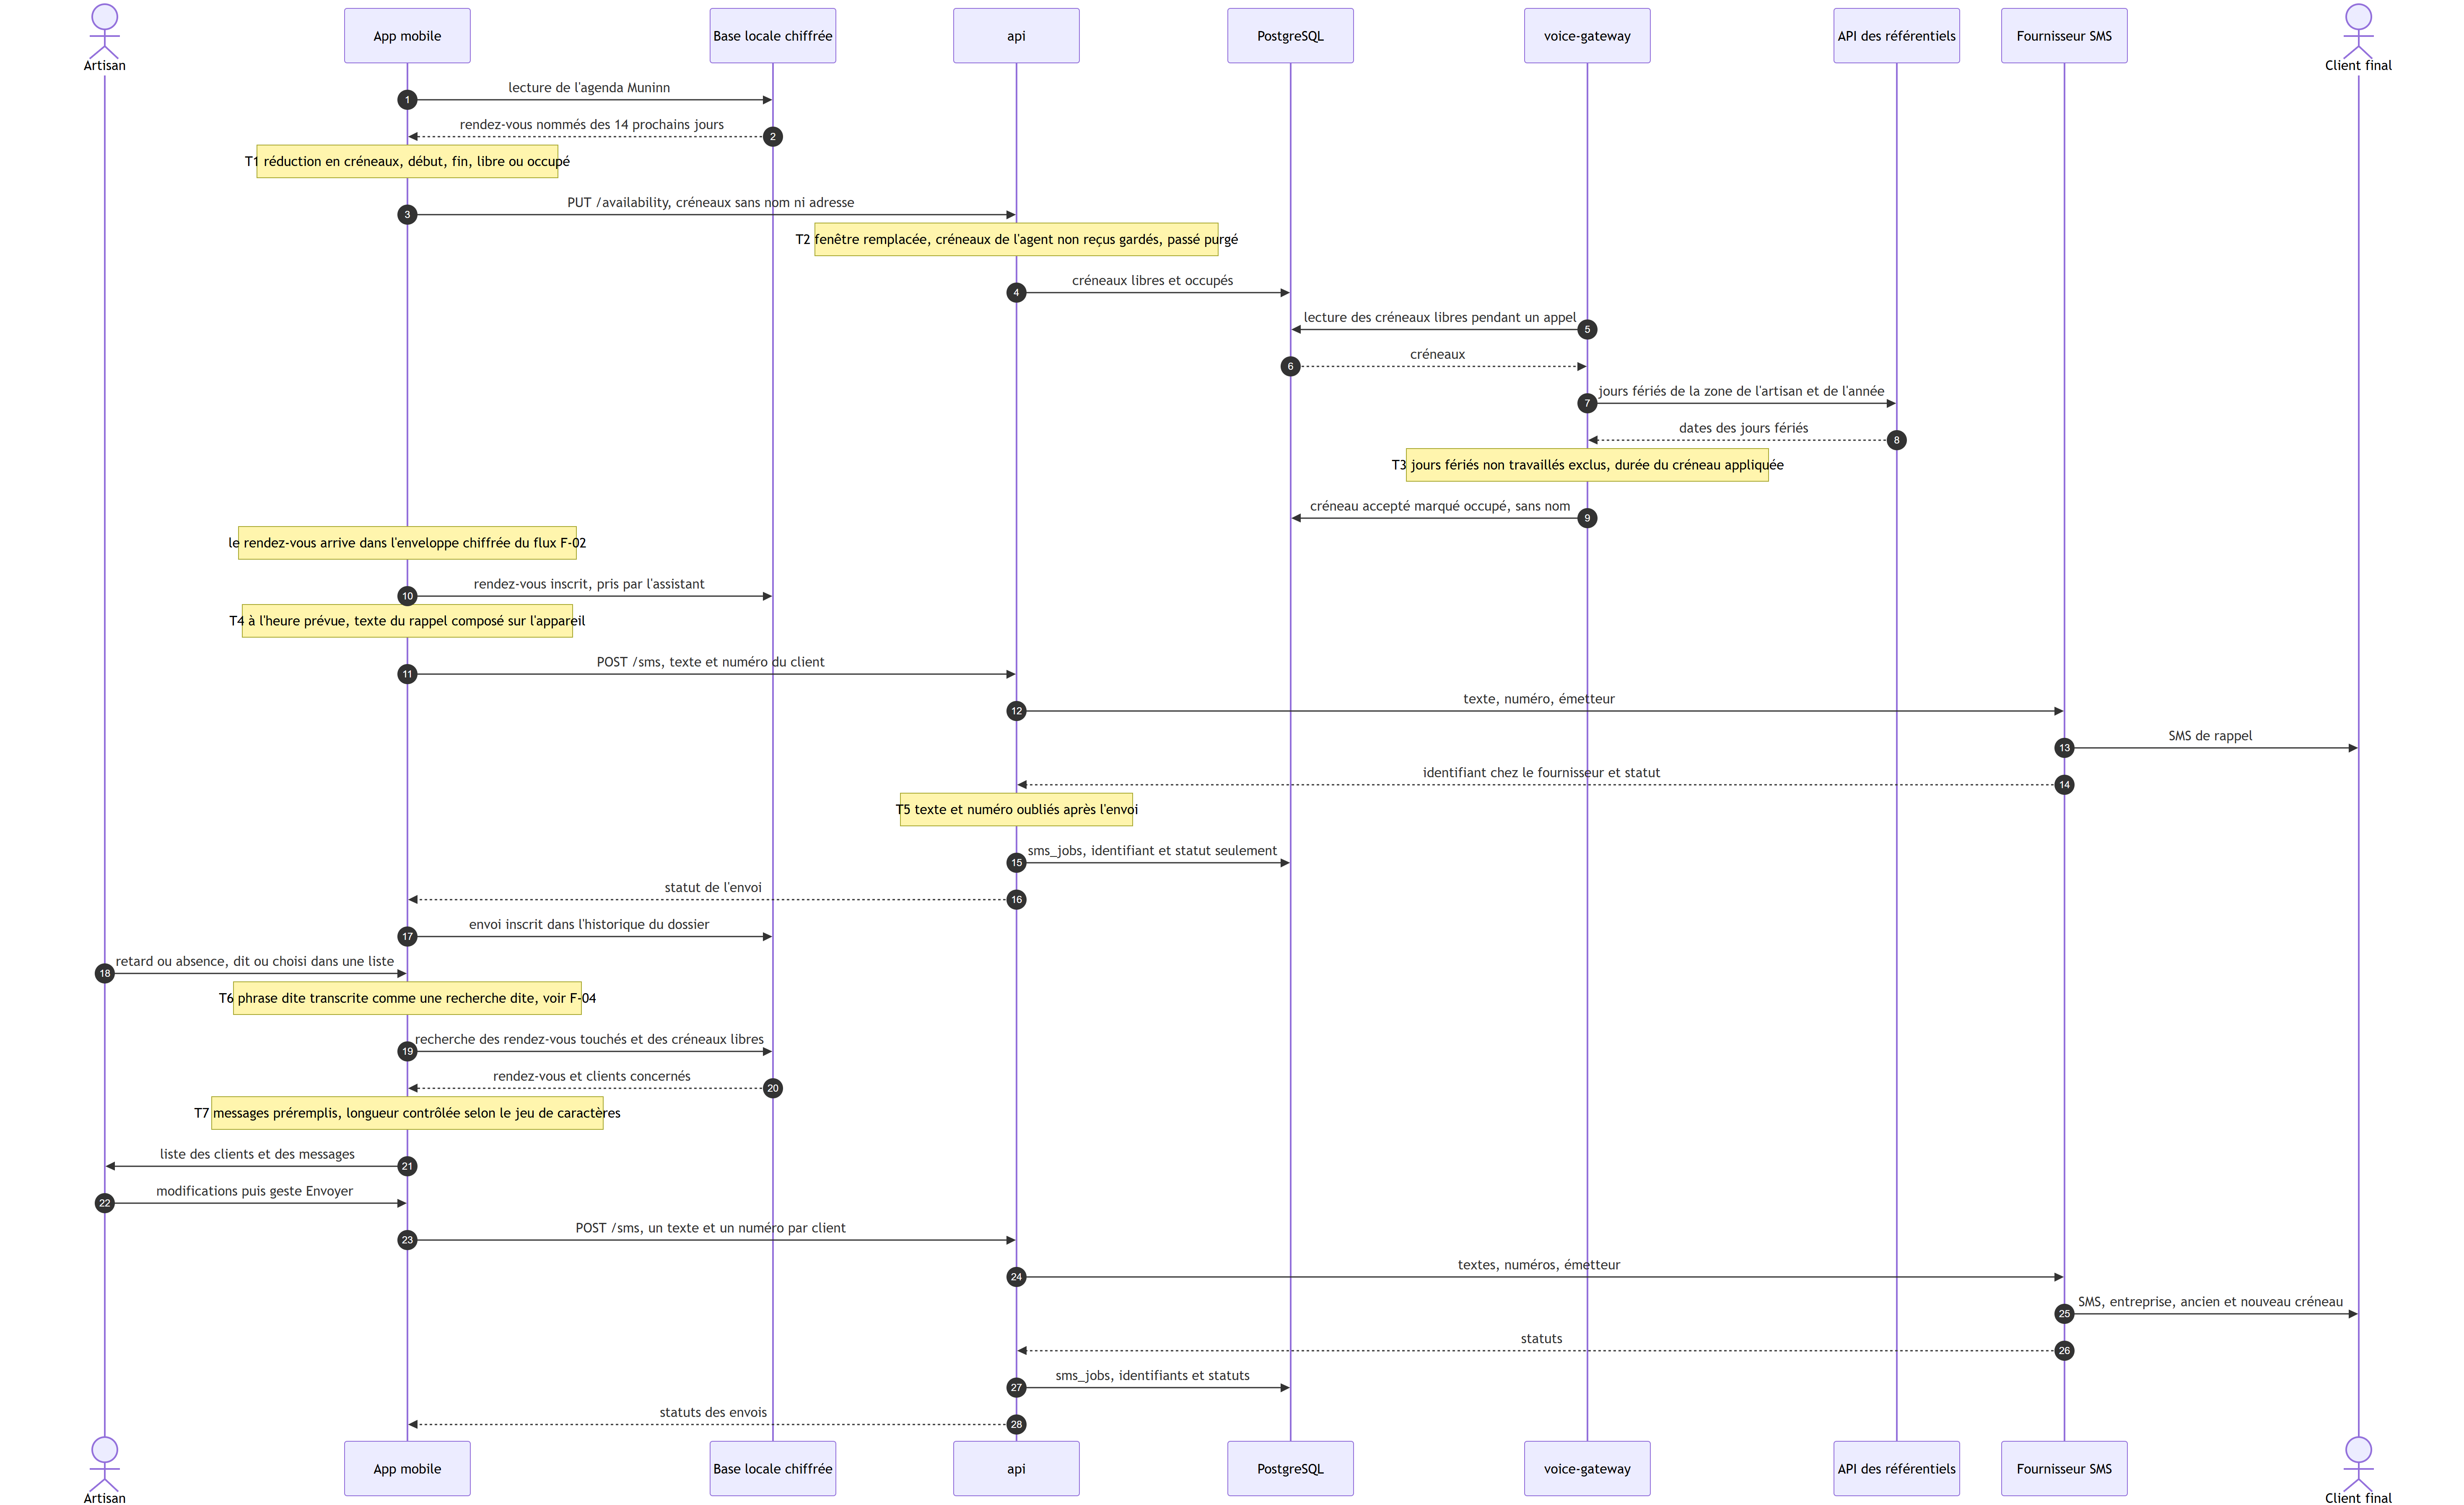 Artisan
App mobile
Base locale chiffrée
api
PostgreSQL
voice-gateway
API des référentiels
Fournisseur SMS
Client final
1 lecture de l'agenda Muninn
rendez-vous nommés des 14 prochains jours 2
T1 réduction en créneaux, début, fin, libre ou occupé
3 PUT /availability, créneaux sans nom ni adresse
T2 fenêtre remplacée, créneaux de l'agent non reçus gardés, passé purgé
4 créneaux libres et occupés
lecture des créneaux libres pendant un appel 5
6 créneaux
7 jours fériés de la zone de l'artisan et de l'année
dates des jours fériés 8
T3 jours fériés non travaillés exclus, durée du créneau appliquée
créneau accepté marqué occupé, sans nom 9
le rendez-vous arrive dans l'enveloppe chiffrée du flux F-02
10 rendez-vous inscrit, pris par l'assistant
T4 à l'heure prévue, texte du rappel composé sur l'appareil
11 POST /sms, texte et numéro du client
12 texte, numéro, émetteur
13 SMS de rappel
identifiant chez le fournisseur et statut 14
T5 texte et numéro oubliés après l'envoi
15 sms_jobs, identifiant et statut seulement
statut de l'envoi 16
17 envoi inscrit dans l'historique du dossier
18 retard ou absence, dit ou choisi dans une liste
T6 phrase dite transcrite comme une recherche dite, voir F-04
19 recherche des rendez-vous touchés et des créneaux libres
rendez-vous et clients concernés 20
T7 messages préremplis, longueur contrôlée selon le jeu de caractères
liste des clients et des messages 21
22 modifications puis geste Envoyer
23 POST /sms, un texte et un numéro par client
24 textes, numéros, émetteur
25 SMS, entreprise, ancien et nouveau créneau
statuts 26
27 sms_jobs, identifiants et statuts
statuts des envois 28
Artisan
App mobile
Base locale chiffrée
api
PostgreSQL
voice-gateway
API des référentiels
Fournisseur SMS
Client final